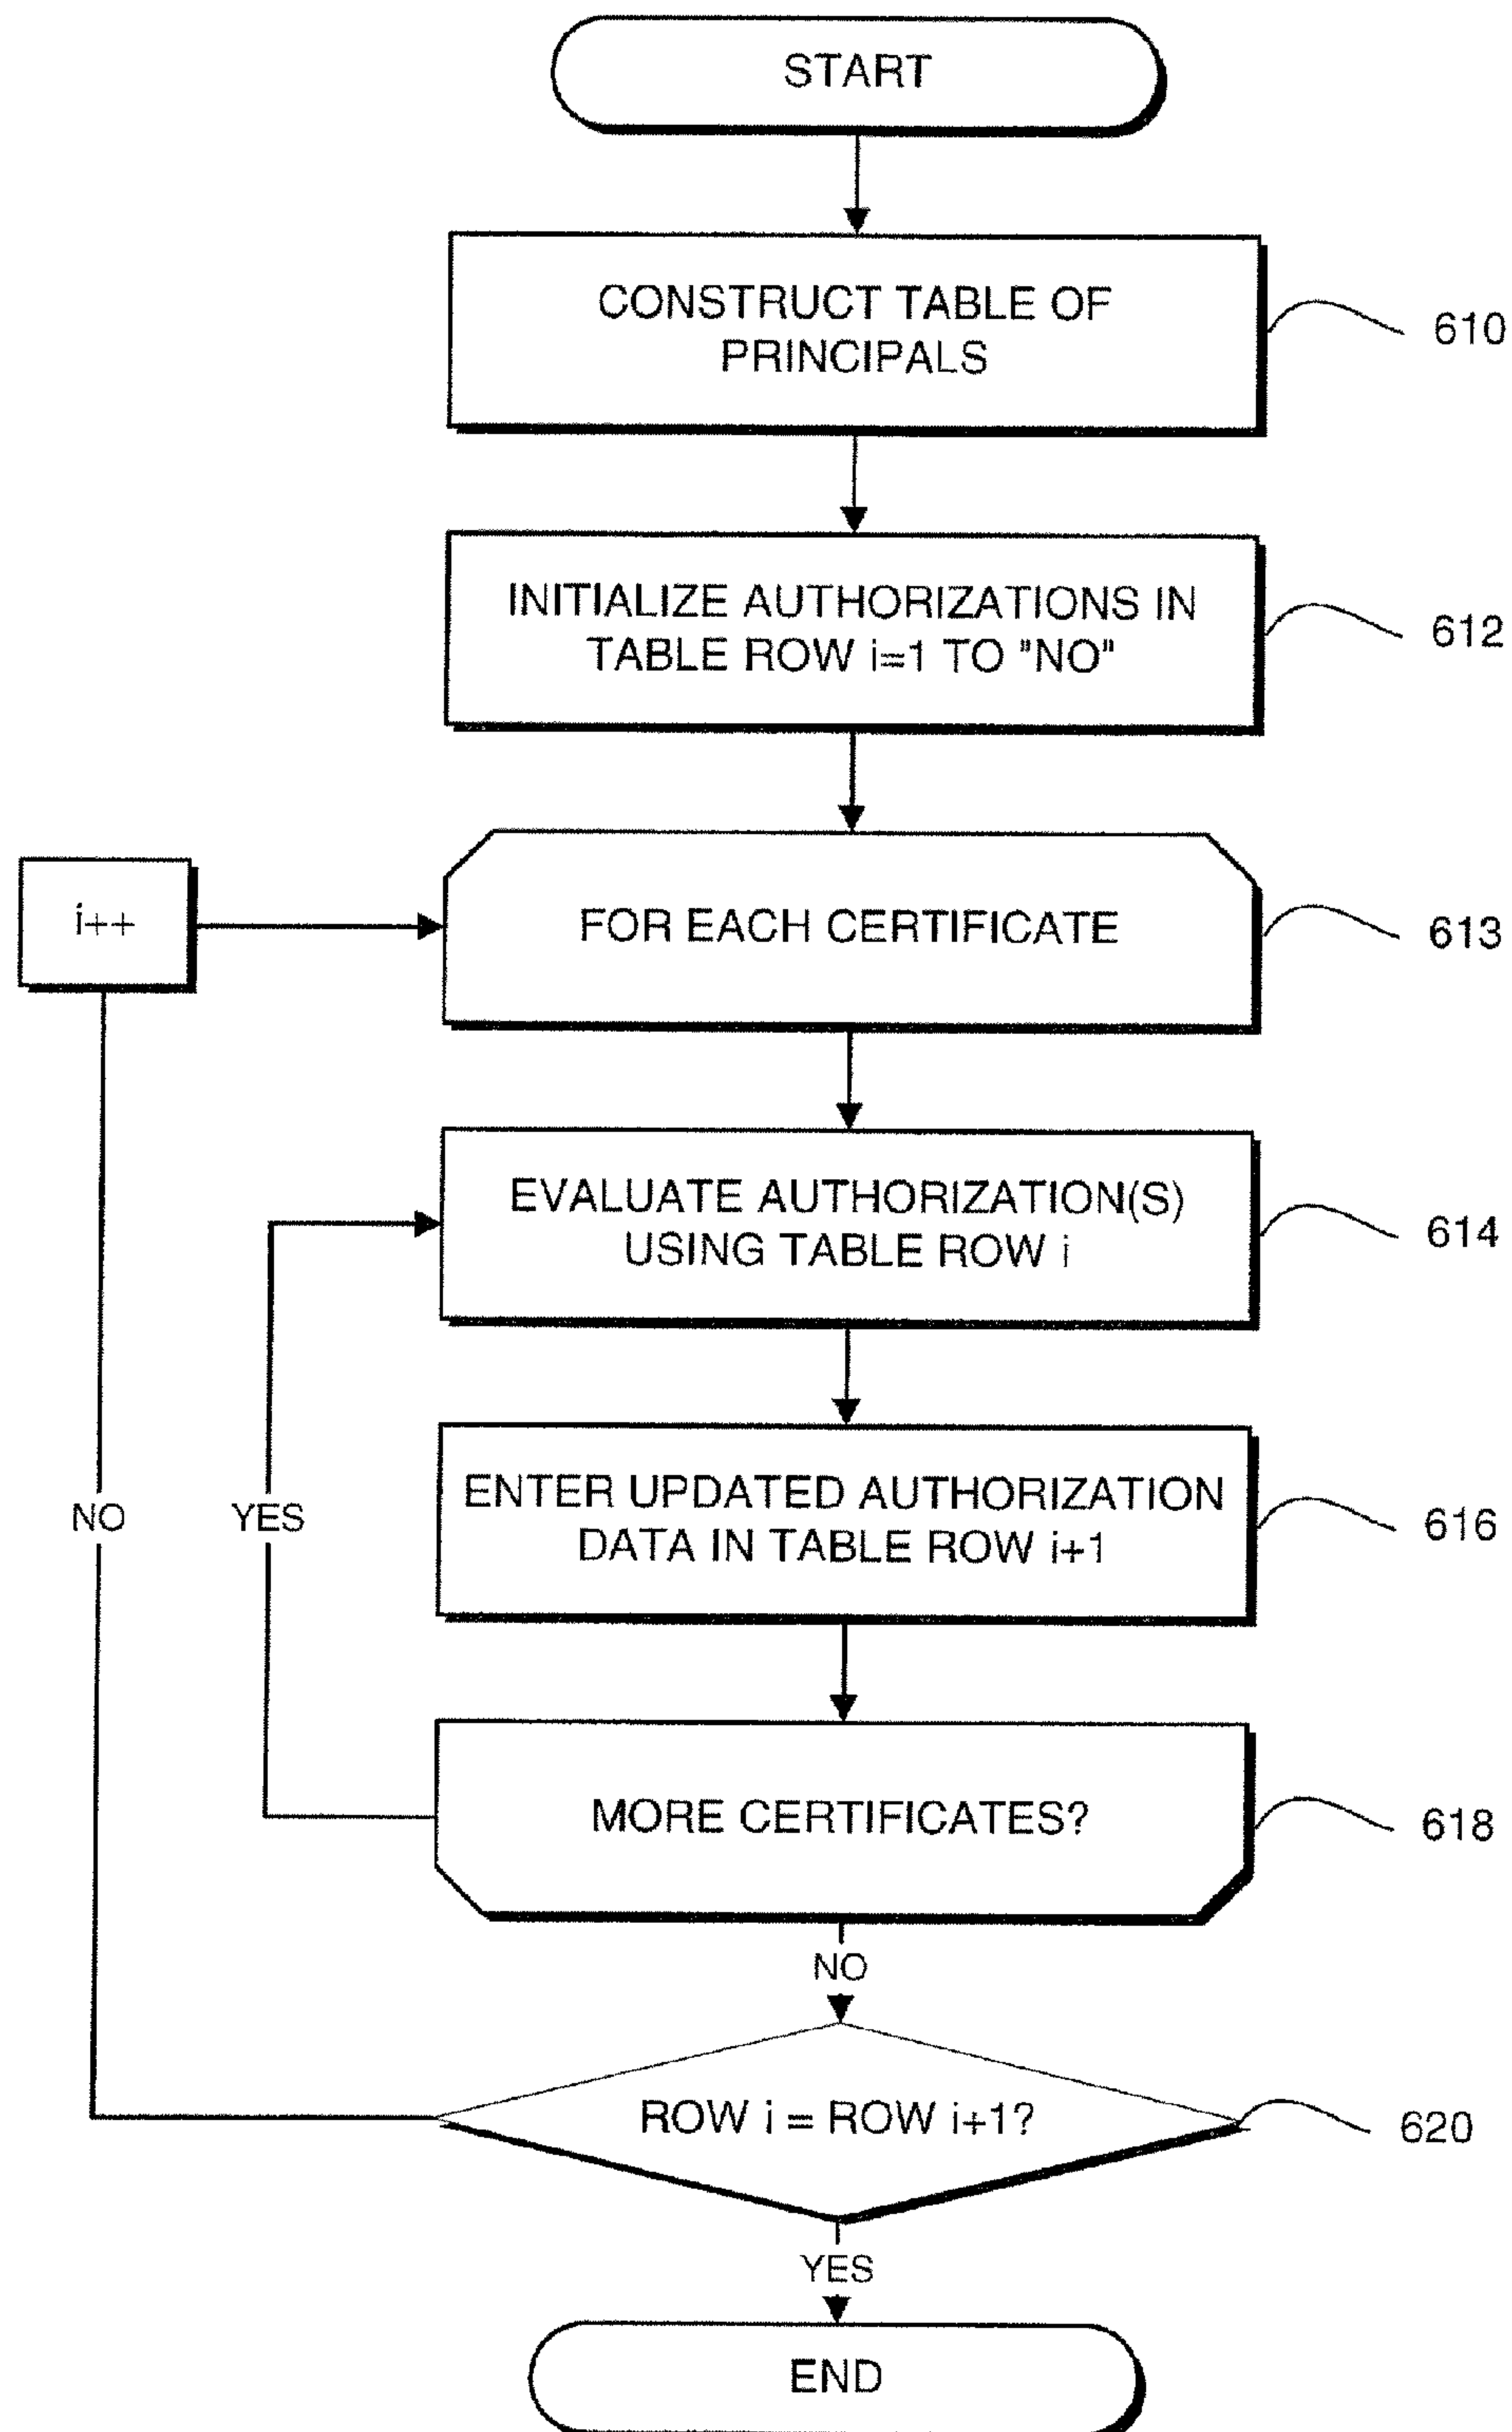 START
CONSTRUCT TABLE OF
PRINCIPALS
610
INITIALIZE AUTHORIZATIONS IN
TABLE ROW i=1 TO "NO"
612
i++
FOR EACH CERTIFICATE
613
EVALUATE AUTHORIZATION(S)
USING TABLE ROW i
614
ENTER UPDATED AUTHORIZATION
DATA IN TABLE ROW i+1
616
NO
YES
MORE CERTIFICATES?
618
NO
ROW i = ROW i+1?
620
YES
END